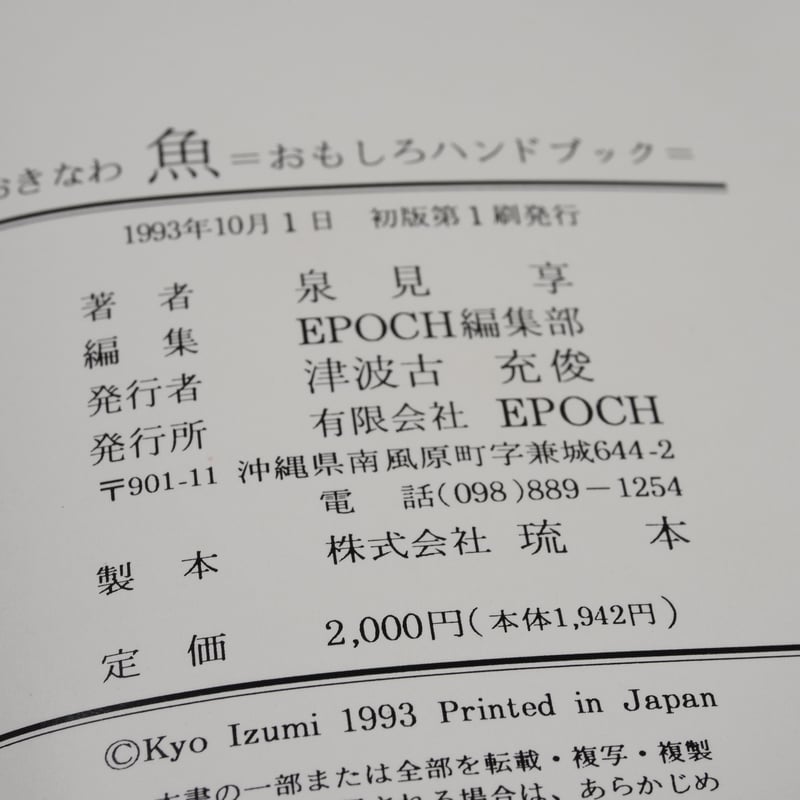 おきなわ 魚＝おもしろハンドブック＝
1993年10月1日 初版第1刷発行
著者 泉見 享
編集 EPOCH編集部
発行者 津波古 充俊
発行所 有限会社 EPOCH
〒901-11 沖縄県南風原町字兼城644-2
電話(098)889－1254
製本 株式会社 琉本
定価 2,000円(本体1,942円)
©Kyo Izumi 1993 Printed in Japan
本書の一部または全部を転載・複写・複製
される場合は、あらかじめ